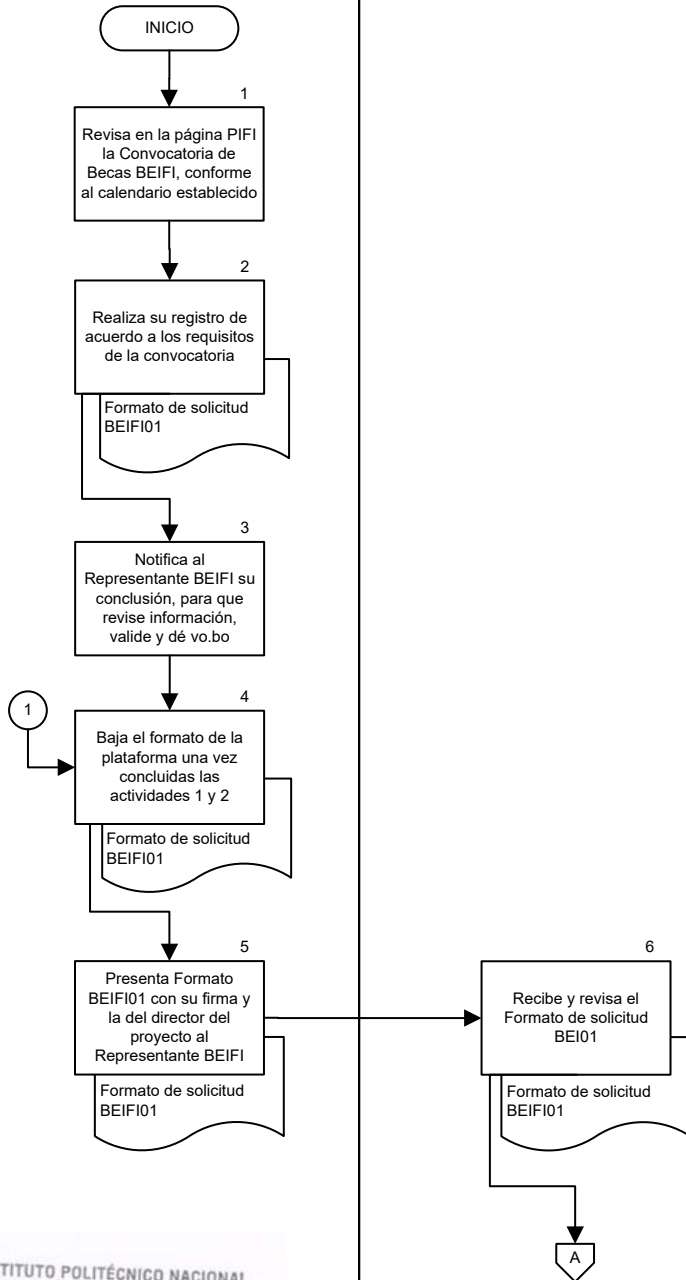 INICIO
1
Revisa en la página PIFI
la Convocatoria de
Becas BEIFI, conforme
al calendario establecido
2
Realiza su registro de
acuerdo a los requisitos
de la convocatoria
Formato de solicitud
BEIFI01
3
Notifica al
Representante BEIFI su
conclusión, para que
revise información,
valide y dé vo.bo
1
4
Baja el formato de la
plataforma una vez
concluidas las
actividades 1 y 2
Formato de solicitud
BEIFI01
5
Presenta Formato
BEIFI01 con su firma y
la del director del
proyecto al
Representante BEIFI
Formato de solicitud
BEIFI01
6
Recibe y revisa el
Formato de solicitud
BEI01
Formato de solicitud
BEIFI01
A
TITUTO POLITÉCNICO NACIONAL